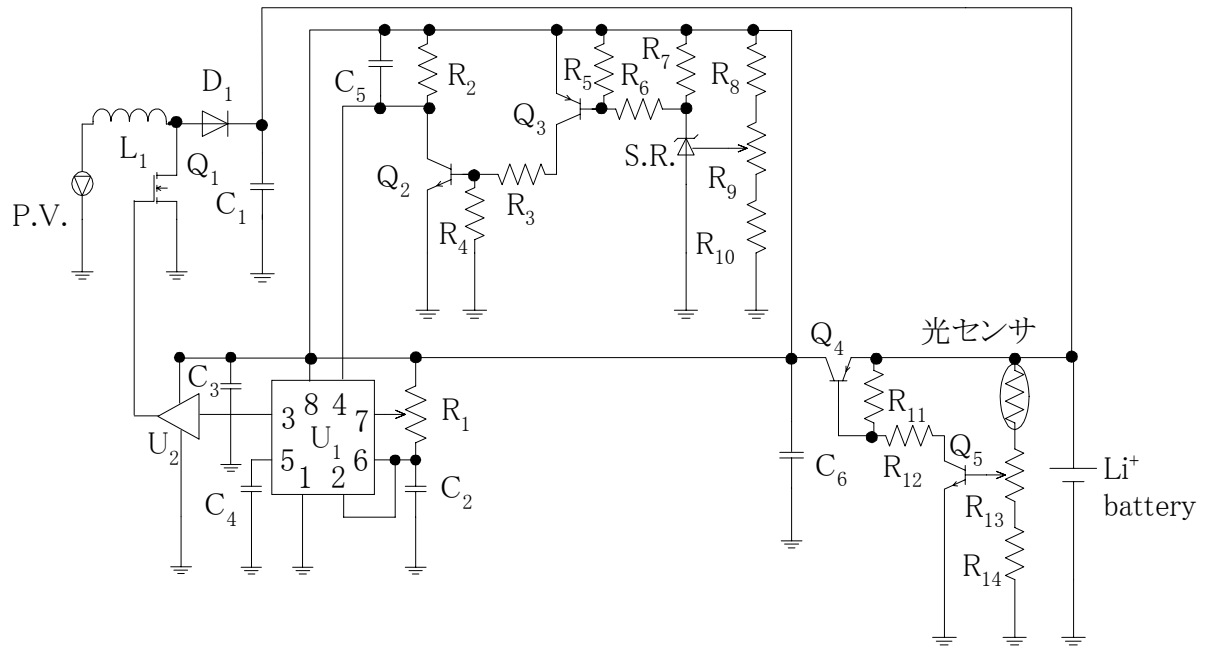 D₁
C₅
R₂
R₅
R₆
R₇
R₈
L₁
Q₁
Q₃
S.R.
P.V.
C₁
Q₂
R₃
R₄
R₉
R₁₀
Q₄
光センサ
C₃
8 4
3
7
U₁
R₁
U₂
5
6
1 2
C₄
C₂
C₆
R₁₁
R₁₂
Q₅
R₁₃
R₁₄
Li⁺
battery